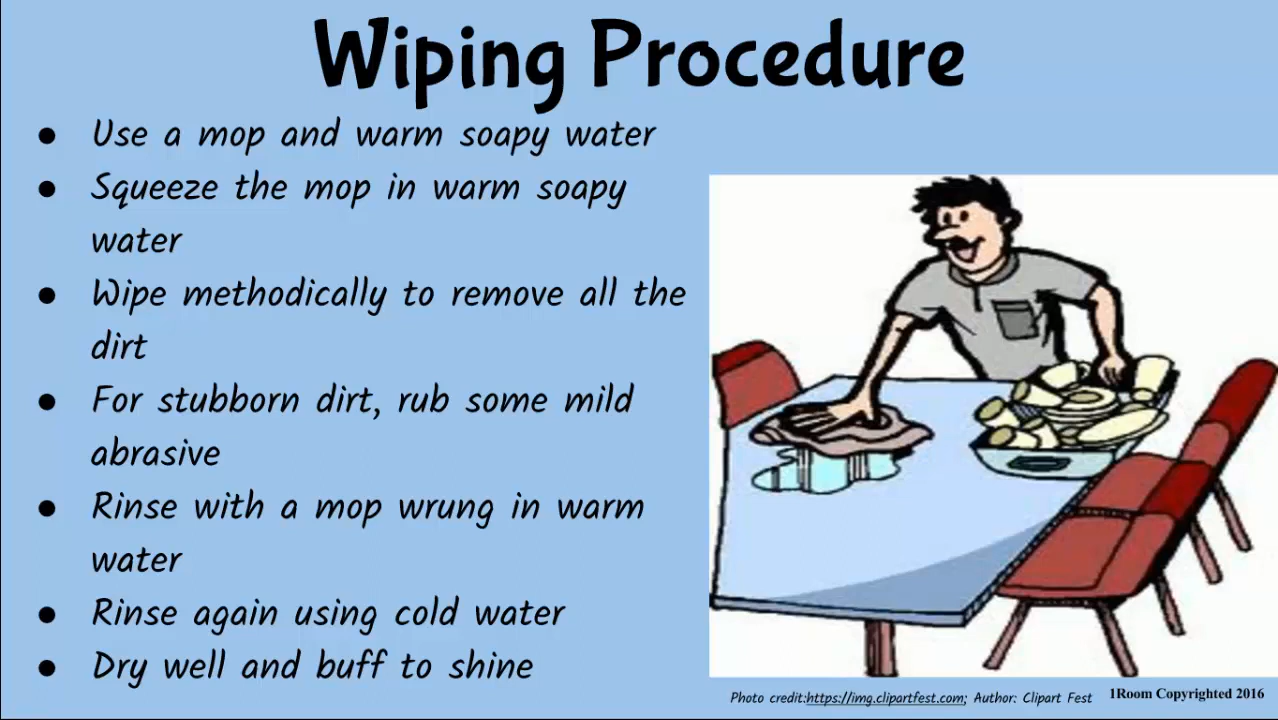 Wiping Procedure
● Use a mop and warm soapy water
● Squeeze the mop in warm soapy
water
● Wipe methodically to remove all the
dirt
● For stubborn dirt, rub some mild
abrasive
● Rinse with a mop wrung in warm
water
● Rinse again using cold water
● Dry well and buff to shine
Photo credit:https://img.clipartfest.com; Author: Clipart Fest
1Room Copyrighted 2016